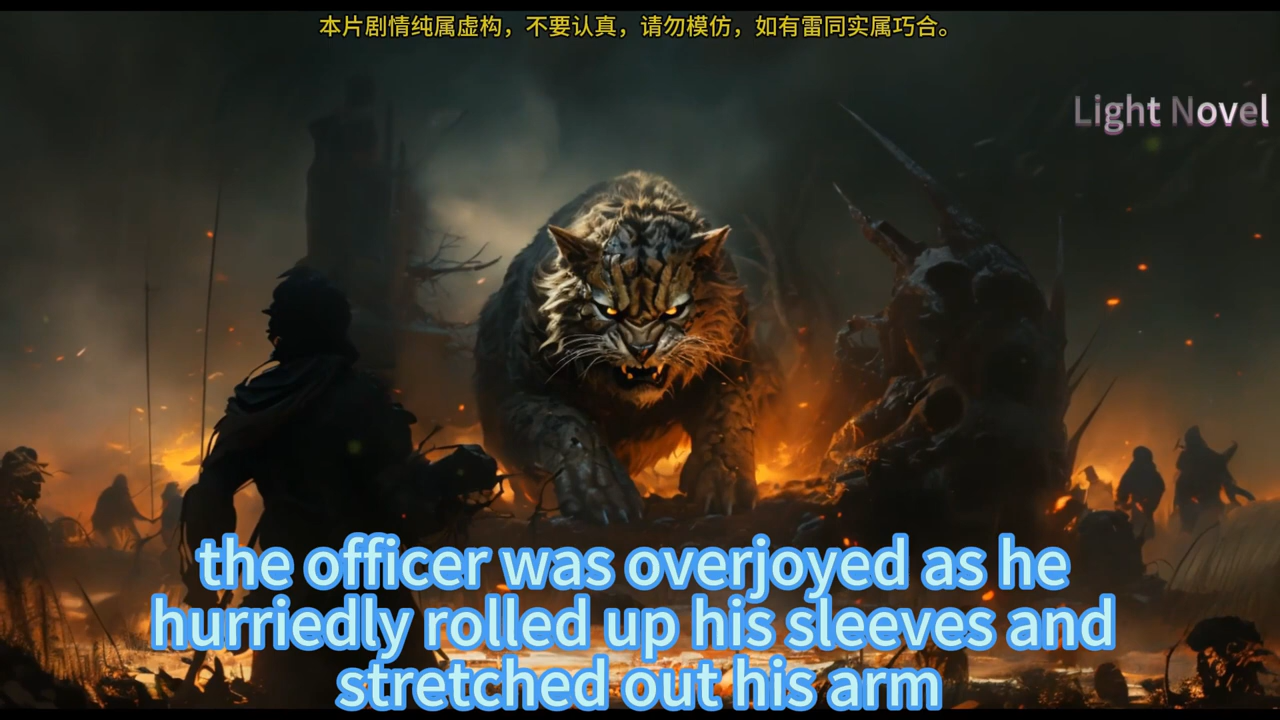 本片剧情纯属虚构，不要认真，请勿模仿，如有雷同实属巧合。
Light Novel
the officer was overjoyed as he
hurriedly rolled up his sleeves and
stretched out his arm